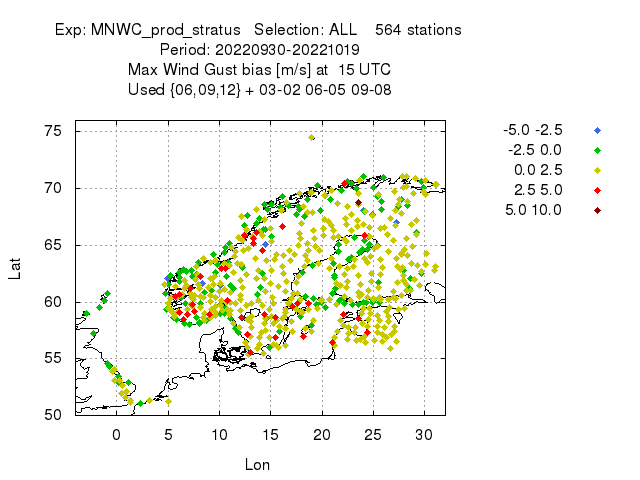 Exp: MNWC_prod_stratus Selection: ALL 564 stations
Period: 20220930-20221019
Max Wind Gust bias [m/s] at 15 UTC
Used {06,09,12} + 03-02 06-05 09-08
-5.0 -2.5
-2.5 0.0
0.0 2.5
2.5 5.0
5.0 10.0
75
70
65
60
55
50
Lat
0 5 10 15 20 25 30
Lon